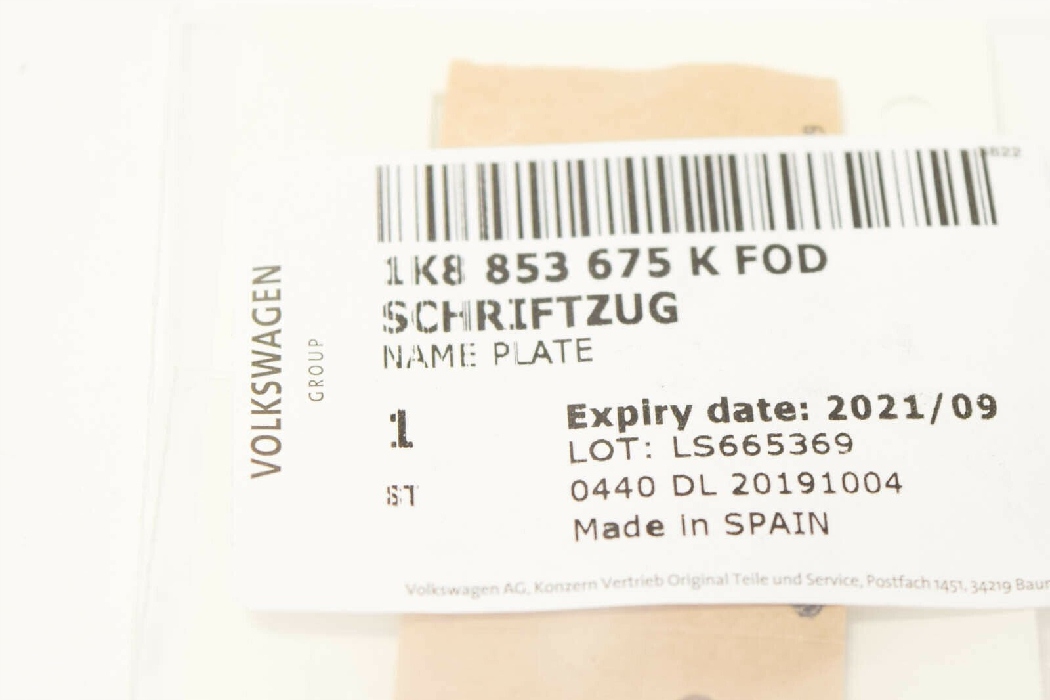 1K8 853 675 K FOD
SCHRIFTZUG
NAME PLATE
VOLKSWAGEN
GROUP
1
Expiry date: 2021/09
LOT: LS665369
ST
0440 DL 20191004
Made in SPAIN
Volkswagen AG, Konzern Vertrieb Original Teile und Service, Postfach 1451, 34219